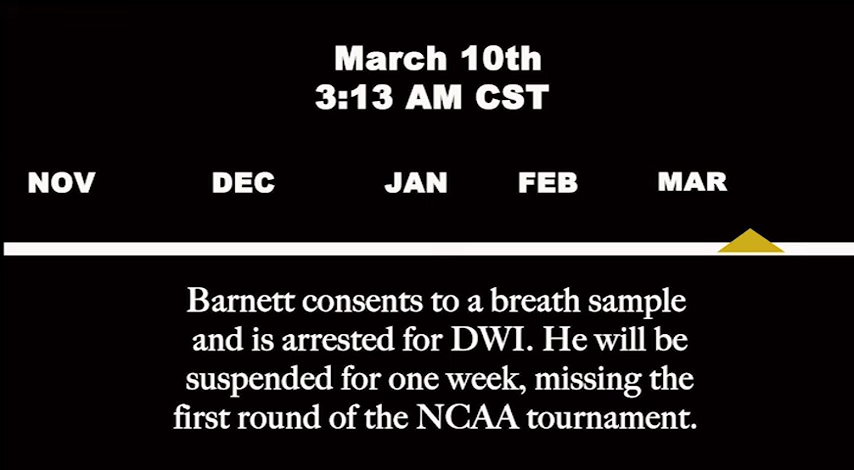 March 10th
3:13 AM CST
NOV DEC JAN FEB MAR
Barnett consents to a breath sample
and is arrested for DWI. He will be
suspended for one week, missing the
first round of the NCAA tournament.